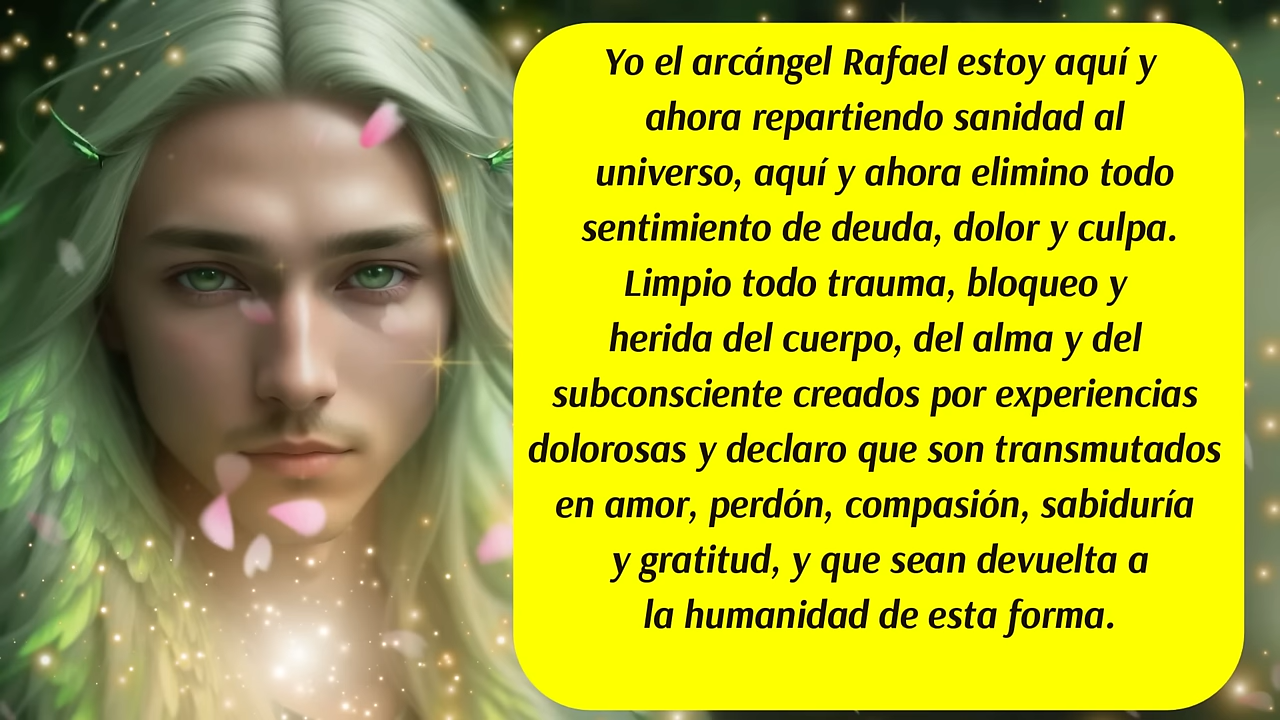 Yo el arcángel Rafael estoy aquí y
ahora repartiendo sanidad al
universo, aquí y ahora elimino todo
sentimiento de deuda, dolor y culpa.
Limpio todo trauma, bloqueo y
herida del cuerpo, del alma y del
subconsciente creados por experiencias
dolorosas y declaro que son transmutados
en amor, perdón, compasión, sabiduría
y gratitud, y que sean devuelta a
la humanidad de esta forma.